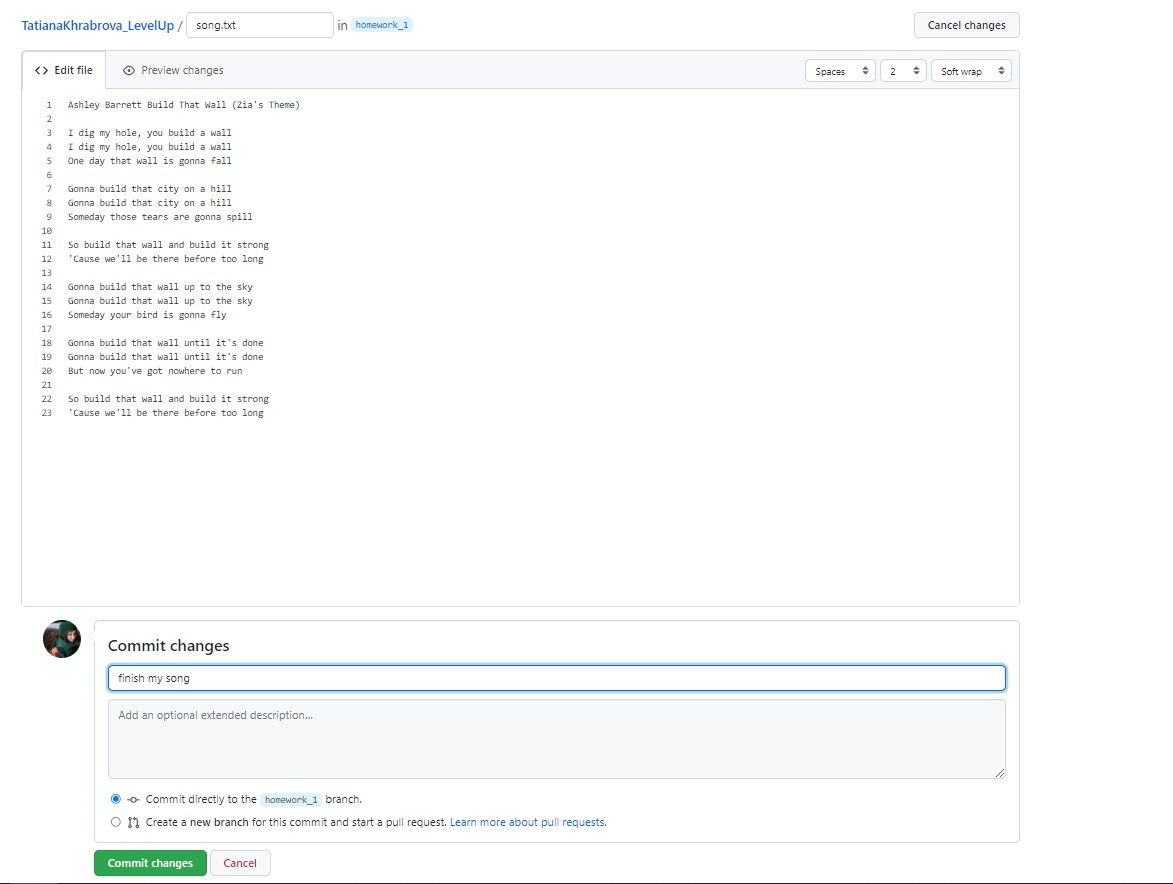 TatianaKhrabrova_LevelUp / song.txt in homework_1 Cancel changes
Edit file Preview changes Spaces 2 Soft wrap
1 Ashley Barrett Build That Wall (Zia's Theme)
2
3 I dig my hole, you build a wall
4 I dig my hole, you build a wall
5 One day that wall is gonna fall
6
7 Gonna build that city on a hill
8 Gonna build that city on a hill
9 Someday those tears are gonna spill
10
11 So build that wall and build it strong
12 'Cause we'll be there before too long
13
14 Gonna build that wall up to the sky
15 Gonna build that wall up to the sky
16 Someday your bird is gonna fly
17
18 Gonna build that wall until it's done
19 Gonna build that wall until it's done
20 But now you've got nowhere to run
21
22 So build that wall and build it strong
23 'Cause we'll be there before too long
Commit changes
finish my song
Add an optional extended description...
Commit directly to the homework_1 branch.
Create a new branch for this commit and start a pull request. Learn more about pull requests.
Commit changes Cancel